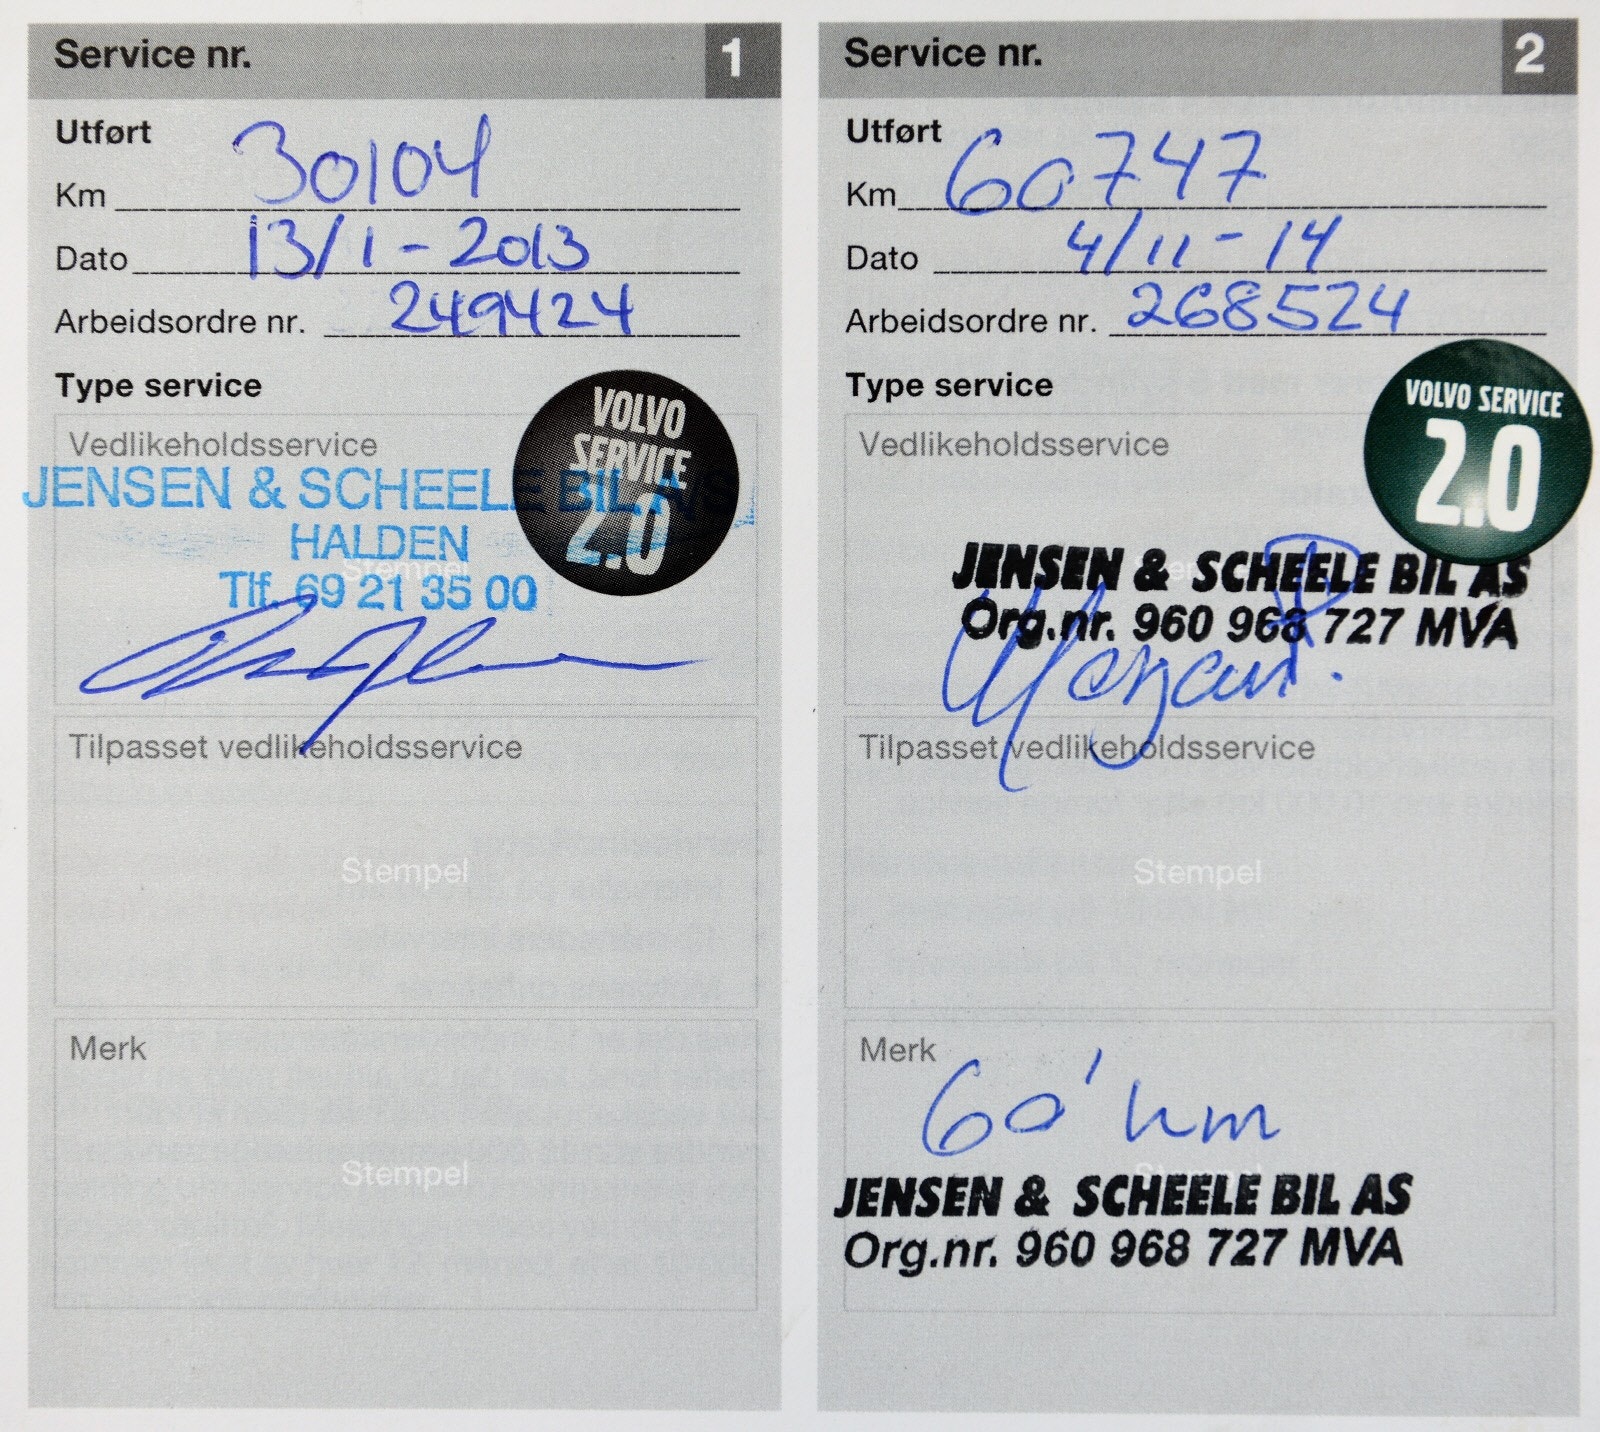 Service nr. 1
Utført
Km 30104
Dato 13/1-2013
Arbeidsordre nr. 249424
Type service
Vedlikeholdsservice
VOLVO
SERVICE
2.0
JENSEN & SCHEELE BIL A/S
HALDEN
Stempel
Tlf. 69 21 35 00
Tilpasset vedlikeholdsservice
Stempel
Merk
Stempel
Service nr. 2
Utført
Km 60747
Dato 4/11-14
Arbeidsordre nr. 268524
Type service
Vedlikeholdsservice
VOLVO SERVICE
2.0
JENSEN & SCHEELE BIL AS
Org.nr. 960 968 727 MVA
Tilpasset vedlikeholdsservice
Stempel
Merk
60' km
JENSEN & SCHEELE BIL AS
Org.nr. 960 968 727 MVA